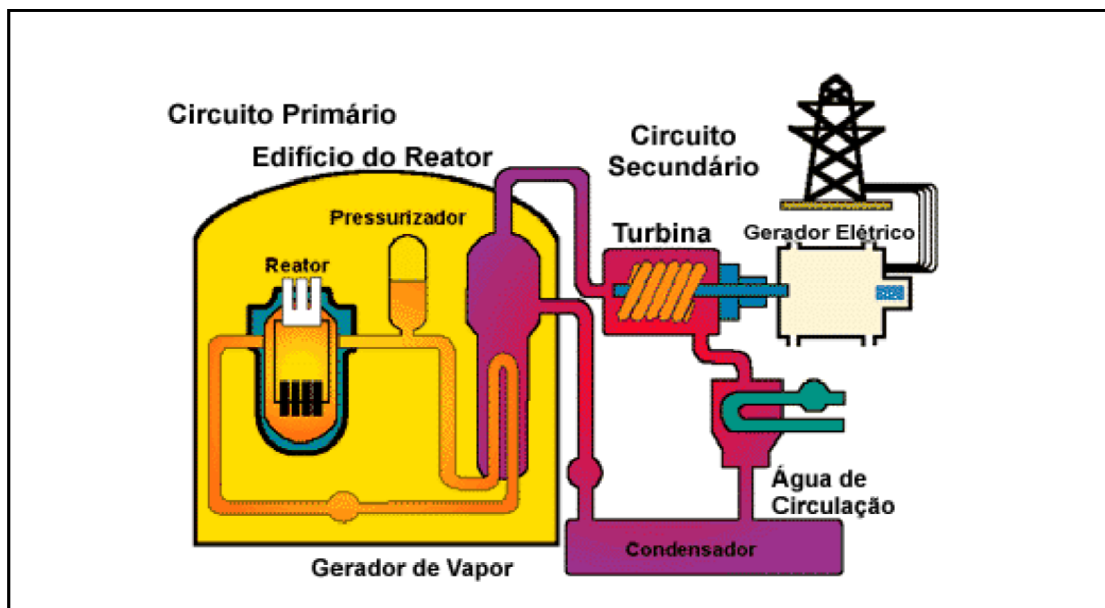 Circuito Primário
Edifício do Reator
Circuito
Secundário
Pressurizador
Reator
Turbina
Gerador Elétrico
Água de
Circulação
Condensador
Gerador de Vapor